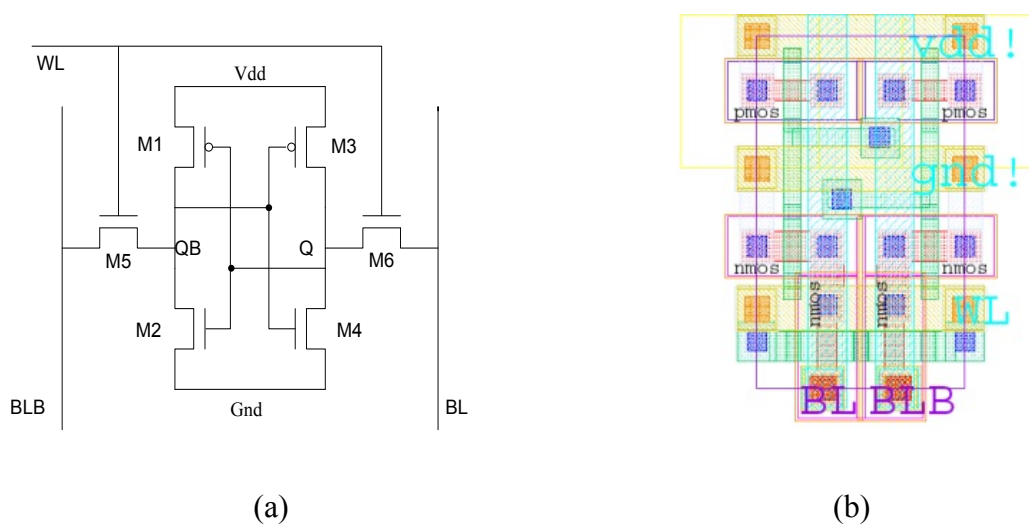 WL
Vdd
M1
M3
M5
QB
Q
M6
M2
M4
BLB
Gnd
BL
(a)
vdd!
pmos
pmos
gnd!
nmos
nmos
nmos
nmos
WL
BL
BLB
(b)